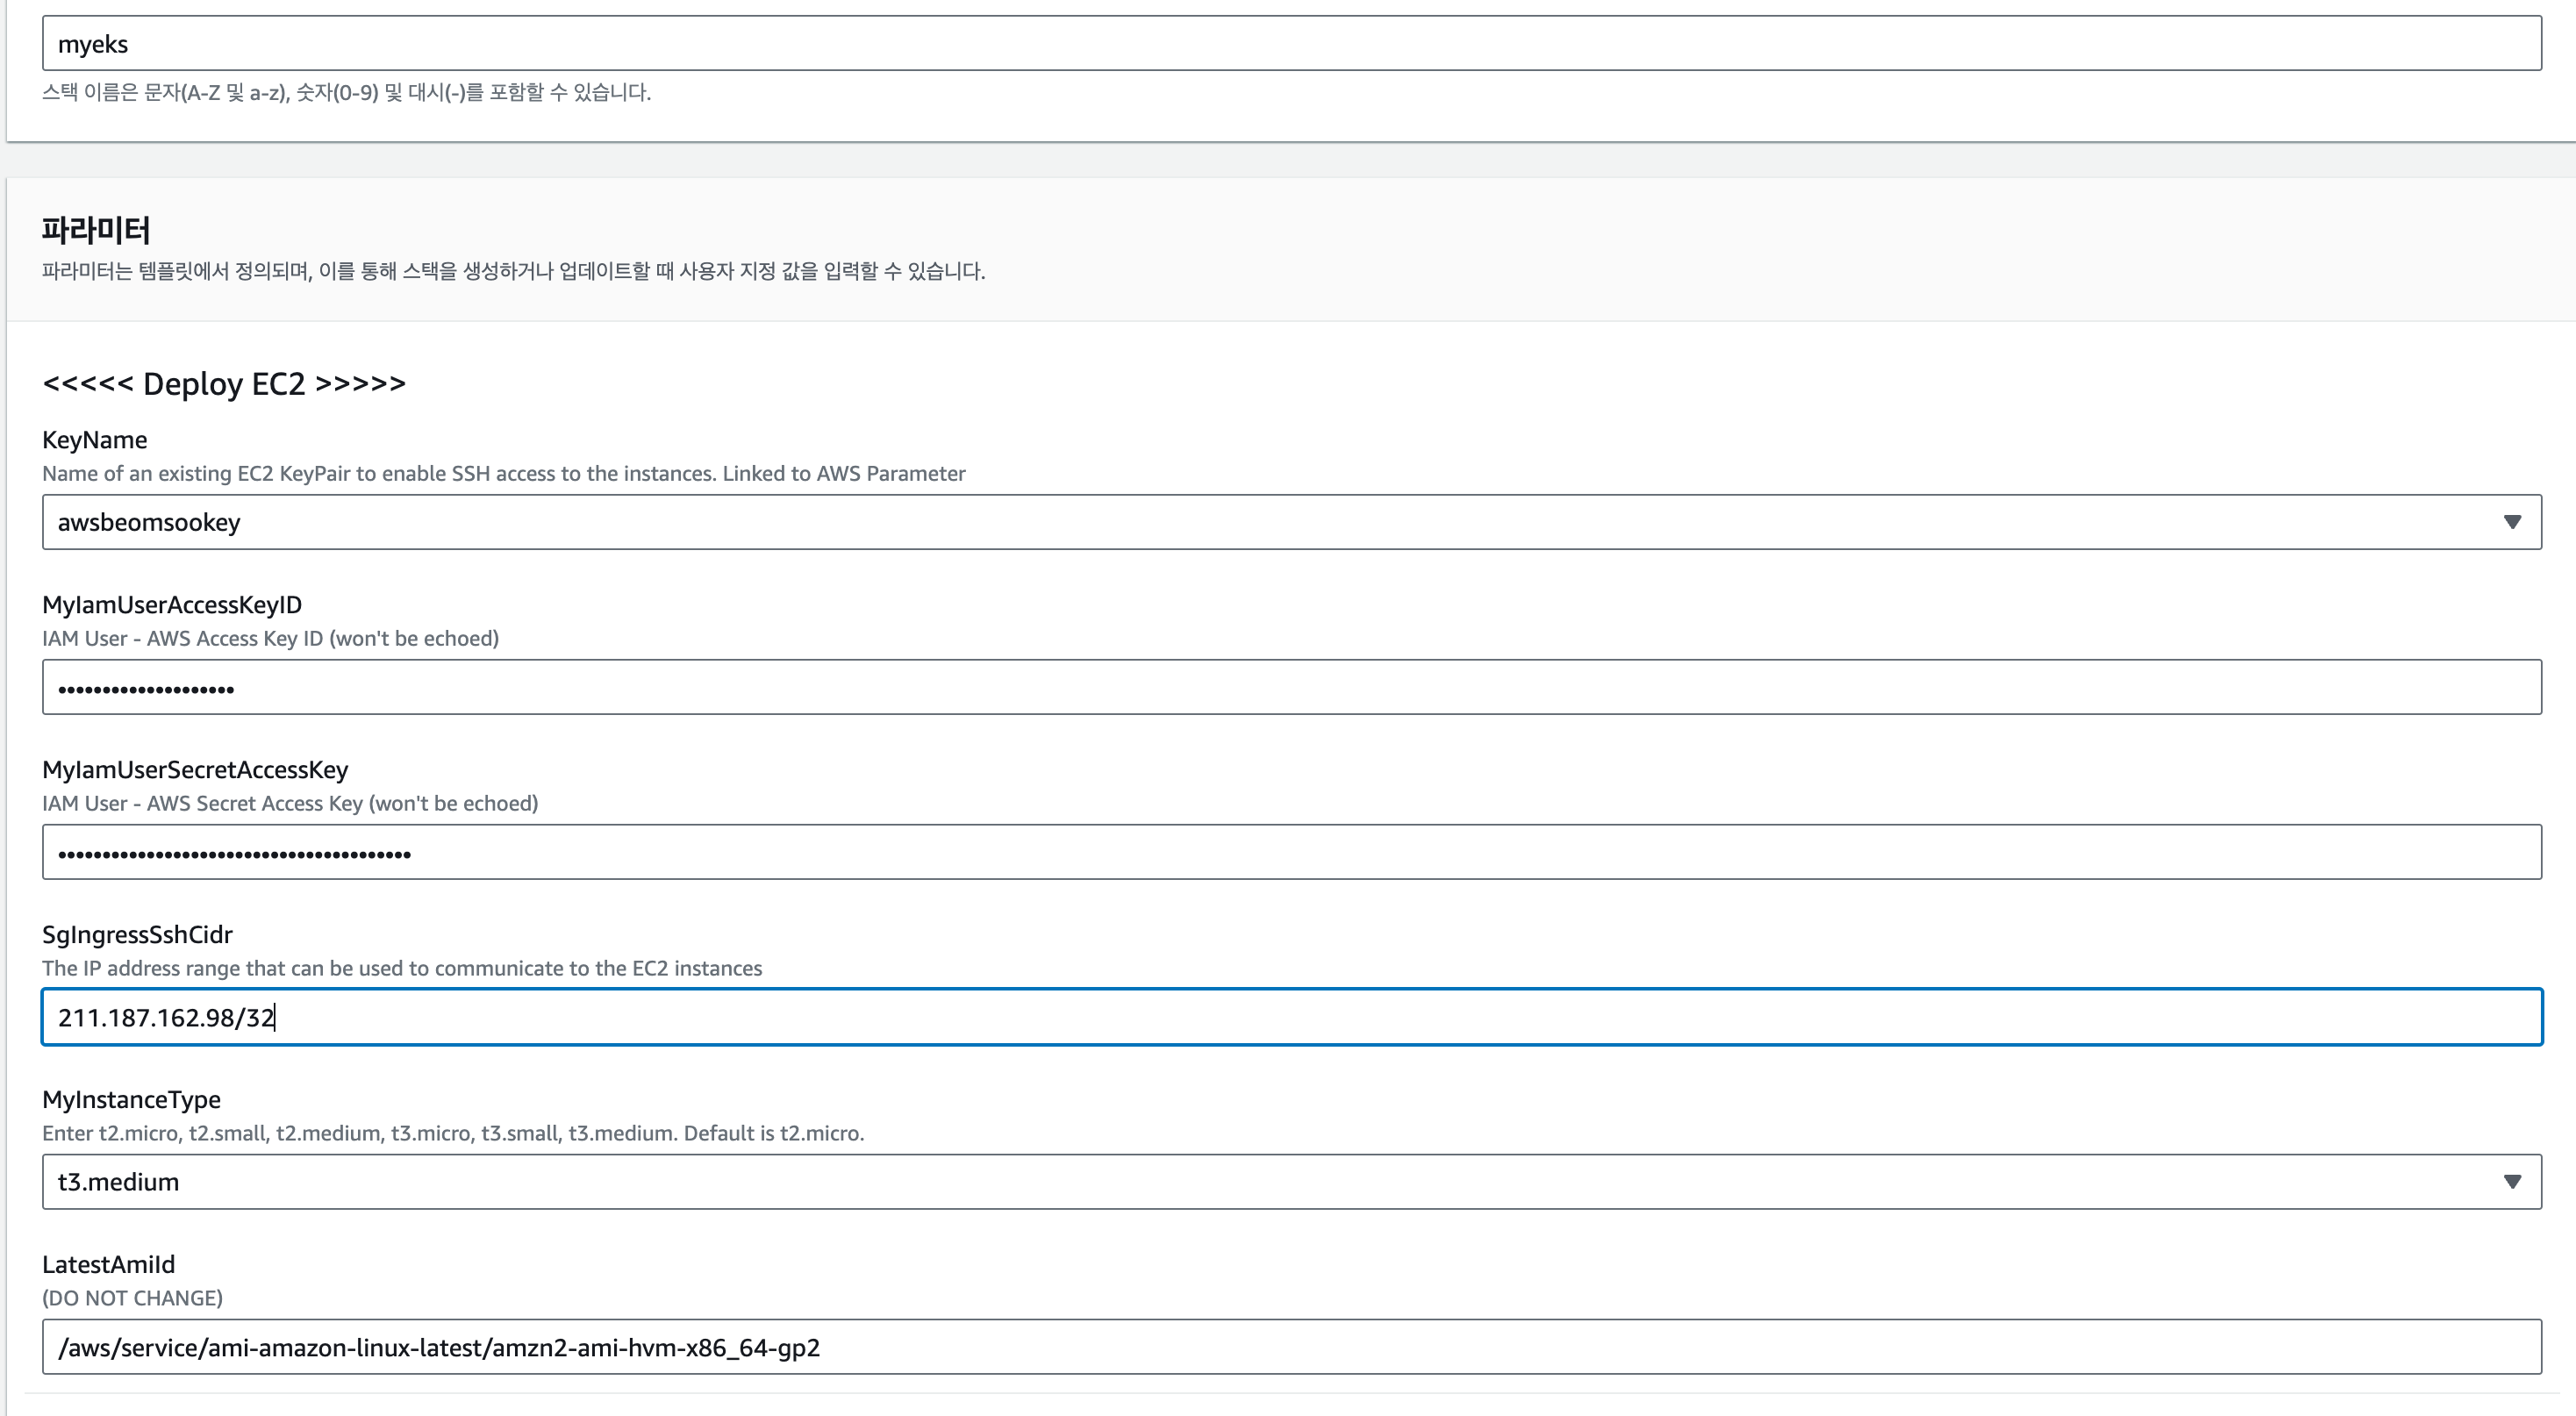 myeks
스택 이름은 문자(A-Z 및 a-z), 숫자(0-9) 및 대시(-)를 포함할 수 있습니다.
파라미터
파라미터는 템플릿에서 정의되며, 이를 통해 스택을 생성하거나 업데이트할 때 사용자 지정 값을 입력할 수 있습니다.
<<<<< Deploy EC2 >>>>>
KeyName
Name of an existing EC2 KeyPair to enable SSH access to the instances. Linked to AWS Parameter
awsbeomsookey
MyIamUserAccessKeyID
IAM User - AWS Access Key ID (won't be echoed)
••••••••••••••••••••
MyIamUserSecretAccessKey
IAM User - AWS Secret Access Key (won't be echoed)
••••••••••••••••••••••••••••••••••••••••
SgIngressSshCidr
The IP address range that can be used to communicate to the EC2 instances
211.187.162.98/32
MyInstanceType
Enter t2.micro, t2.small, t2.medium, t3.micro, t3.small, t3.medium. Default is t2.micro.
t3.medium
LatestAmiId
(DO NOT CHANGE)
/aws/service/ami-amazon-linux-latest/amzn2-ami-hvm-x86_64-gp2